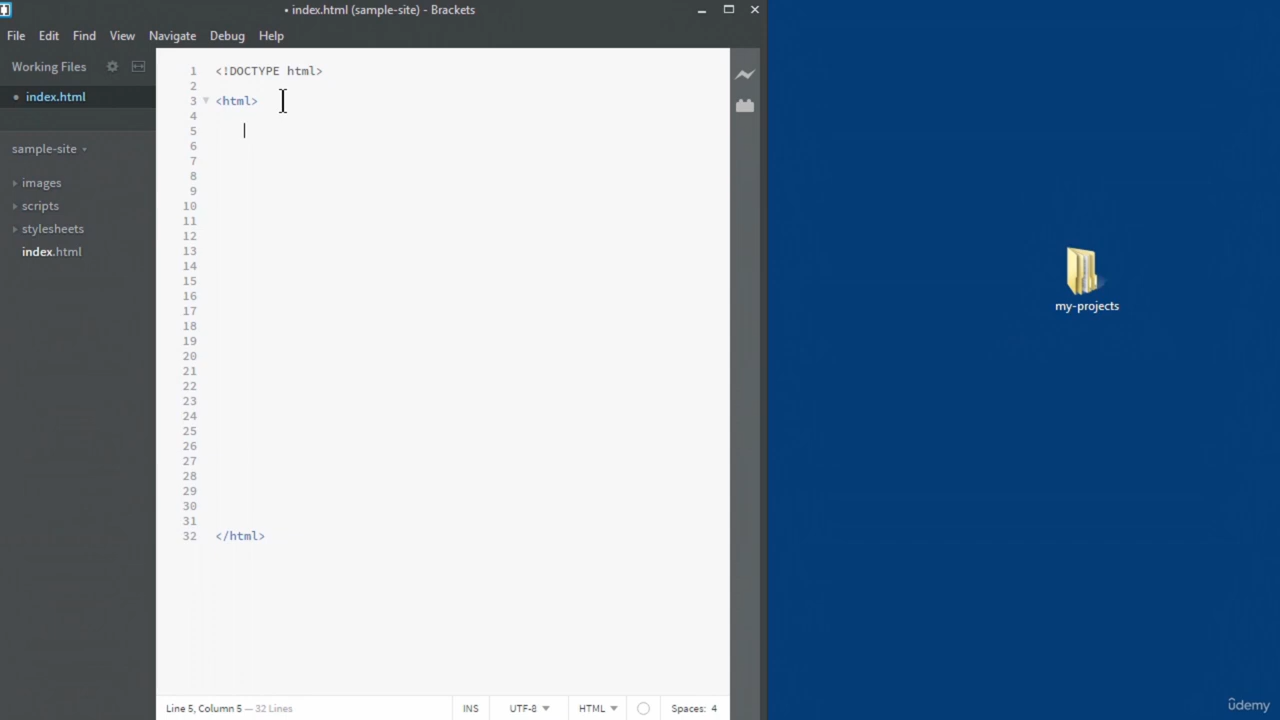 • index.html (sample-site) - Brackets
File Edit Find View Navigate Debug Help
Working Files
• index.html
sample-site
images
scripts
stylesheets
index.html
1 <!DOCTYPE html>
2
3 <html>
4
5
6
7
8
9
10
11
12
13
14
15
16
17
18
19
20
21
22
23
24
25
26
27
28
29
30
31
32 </html>
Line 5, Column 5 — 32 Lines
INS UTF-8 HTML Spaces: 4
my-projects
ûdemy